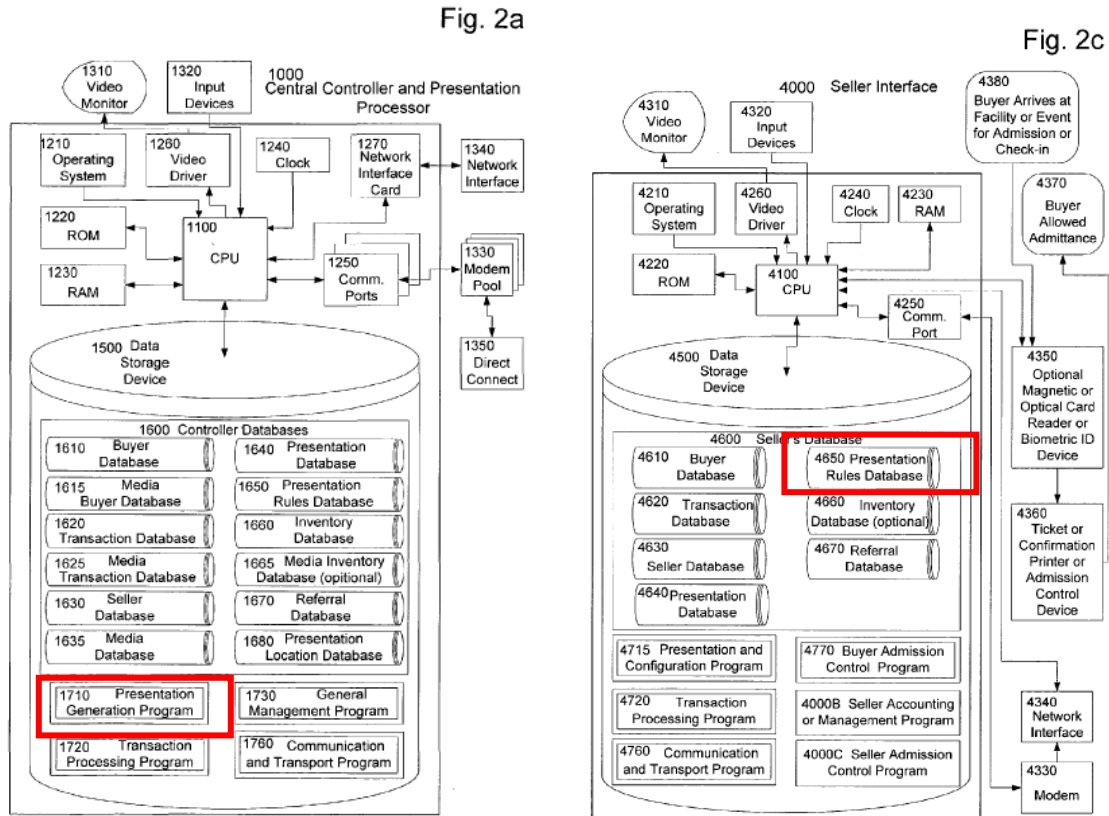 Fig. 2a
1000
Central Controller and Presentation
Processor
1310
Video
Monitor
1320
Input
Devices
1210
Operating
System
1260
Video
Driver
1240
Clock
1270
Network
Interface
Card
1340
Network
Interface
1220
ROM
1100
CPU
1230
RAM
1250
Comm.
Ports
1330
Modem
Pool
1350
Direct
Connect
1500 Data
Storage
Device
1600 Controller Databases
1610 Buyer
Database
1640 Presentation
Database
1615 Media
Buyer Database
1650 Presentation
Rules Database
1620
Transaction Database
1660 Inventory
Database
1625 Media
Transaction Database
1665 Media Inventory
Database (optional)
1630 Seller
Database
1670 Referral
Database
1635 Media
Database
1680 Presentation
Location Database
1710 Presentation
Generation Program
1730 General
Management Program
1720 Transaction
Processing Program
1760 Communication
and Transport Program
Fig. 2c
4000 Seller Interface
4310
Video
Monitor
4320
Input
Devices
4380
Buyer Arrives at
Facility or Event
for Admission or
Check-in
4210
Operating
System
4260
Video
Driver
4240
Clock
4230
RAM
4370
Buyer
Allowed
Admittance
4220
ROM
4100
CPU
4250
Comm.
Port
4500 Data
Storage
Device
4350
Optional
Magnetic or
Optical Card
Reader or
Biometric ID
Device
4600 Seller's Database
4610 Buyer
Database
4650 Presentation
Rules Database
4620 Transaction
Database
4660 Inventory
Database (optional)
4630
Seller Database
4670 Referral
Database
4640 Presentation
Database
4360
Ticket or
Confirmation
Printer or
Admission
Control
Device
4715 Presentation and
Configuration Program
4770 Buyer Admission
Control Program
4720 Transaction
Processing Program
4000B Seller Accounting
or Management Program
4760 Communication
and Transport Program
4000C Seller Admission
Control Program
4340
Network
Interface
4330
Modem